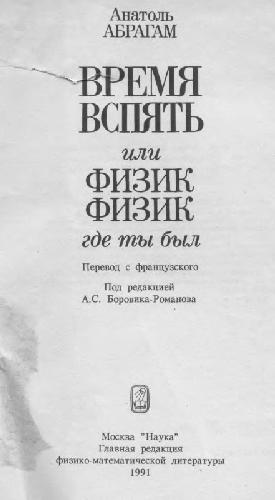 Анатоль
АБРАГАМ
ВРЕМЯ
ВСПЯТЬ
или
ФИЗИК
ФИЗИК
где ты был
Перевод с французского
Под редакцией
А.С. Боровика-Романова
Москва "Наука"
Главная редакция
физико-математической литературы
1991